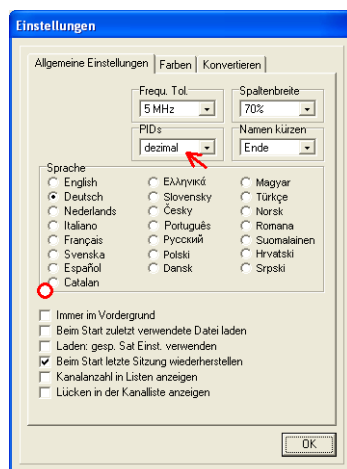 Einstellungen
Allgemeine Einstellungen Farben Konvertieren
Frequ. Tol. Spaltenbreite
5 MHz 70%
PIDs Namen kürzen
dezimal Ende
Sprache
English Ελληνικά Magyar
Deutsch Slovensky Türkçe
Nederlands Česky Norsk
Italiano Português Romana
Français Русский Suomalainen
Svenska Polski Hrvatski
Español Dansk Srpski
Catalan
Immer im Vordergrund
Beim Start zuletzt verwendete Datei laden
Laden: gesp. Sat Einst. verwenden
Beim Start letzte Sitzung wiederherstellen
Kanalanzahl in Listen anzeigen
Lücken in der Kanalliste anzeigen
OK